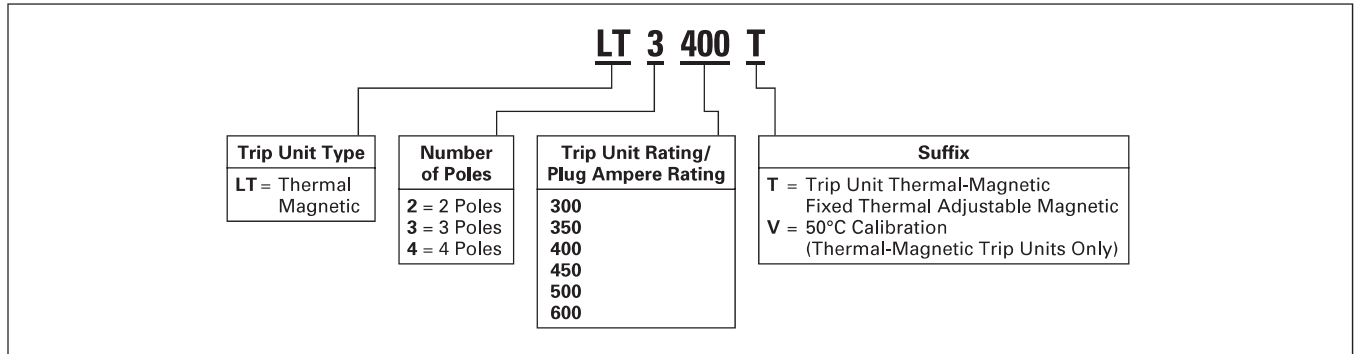 LT 3 400 T
Trip Unit Type
LT = Thermal
Magnetic
Number
of Poles
2 = 2 Poles
3 = 3 Poles
4 = 4 Poles
Trip Unit Rating/
Plug Ampere Rating
300
350
400
450
500
600
Suffix
T = Trip Unit Thermal-Magnetic
Fixed Thermal Adjustable Magnetic
V = 50°C Calibration
(Thermal-Magnetic Trip Units Only)